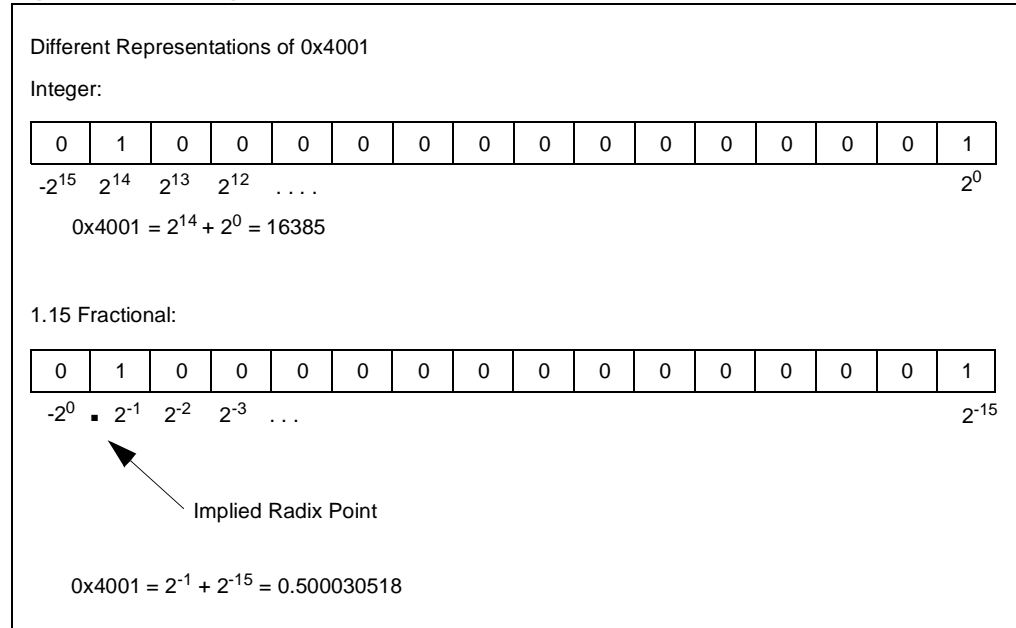 Different Representations of 0x4001
Integer:
0 1 0 0 0 0 0 0 0 0 0 0 0 0 0 1
-2^15 2^14 2^13 2^12 . . . . 2^0
0x4001 = 2^14 + 2^0 = 16385
1.15 Fractional:
0 1 0 0 0 0 0 0 0 0 0 0 0 0 0 1
-2^0 . 2^-1 2^-2 2^-3 . . . 2^-15
Implied Radix Point
0x4001 = 2^-1 + 2^-15 = 0.500030518